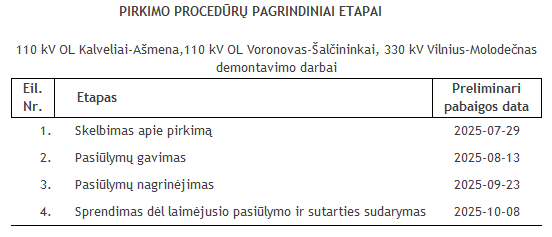 PIRKIMO PROCEDŪRŲ PAGRINDINIAI ETAPAI
110 kV OL Kalveliai-Ašmena,110 kV OL Voronovas-Šalčininkai, 330 kV Vilnius-Molodečnas
demontavimo darbai
Eil. Nr. Etapas Preliminari pabaigos data
1. Skelbimas apie pirkimą 2025-07-29
2. Pasiūlymų gavimas 2025-08-13
3. Pasiūlymų nagrinėjimas 2025-09-23
4. Sprendimas dėl laimėjusio pasiūlymo ir sutarties sudarymas 2025-10-08